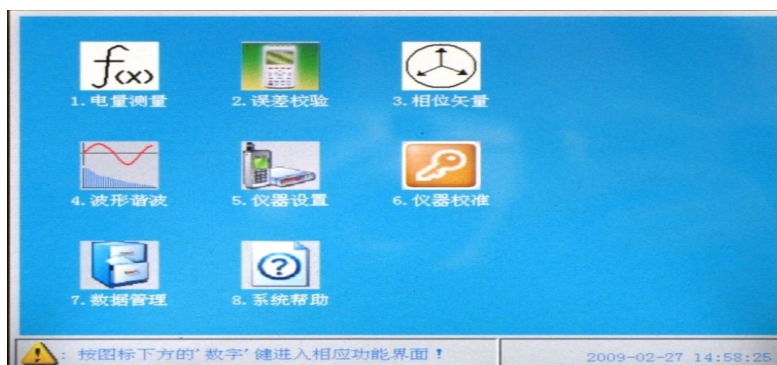 f(x)
1.电量测量
2.误差校验
3.相位矢量
4.波形谐波
5.仪器设置
6.仪器校准
7.数据管理
?
8.系统帮助
!
: 按图标下方的'数字'健进入相应功能界面!
2009-02-27 14:58:25